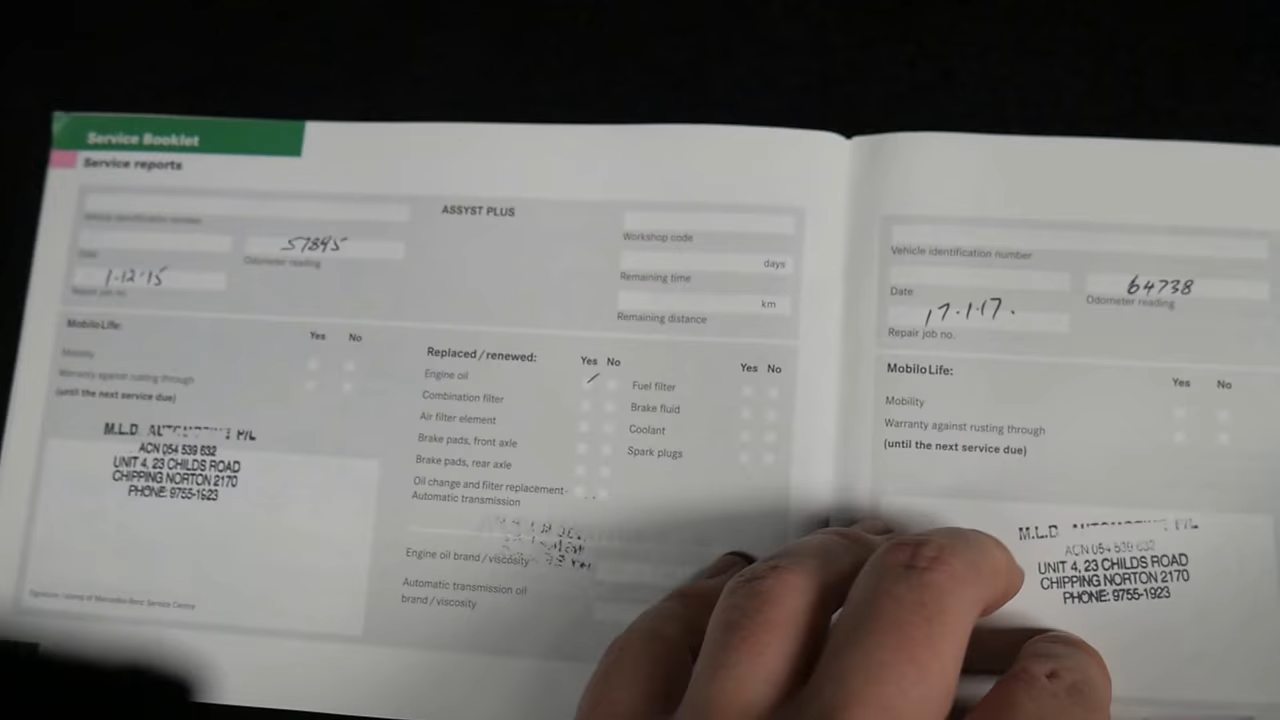 Service Booklet
Service reports
Vehicle identification number
57895
Date
Odometer reading
1·12·15
Repair job no.
ASSYST PLUS
Workshop code
days
Remaining time
km
Remaining distance
MobiloLife:
Yes No
Mobility
Warranty against rusting through
(until the next service due)
M.L.D. AUTOMOTIVE P/L
ACN 054 539 632
UNIT 4, 23 CHILDS ROAD
CHIPPING NORTON 2170
PHONE: 9755-1923
Signature / stamp of Mercedes-Benz Service Centre
Replaced / renewed:
Yes No
Yes No
Engine oil
Fuel filter
Combination filter
Brake fluid
Air filter element
Coolant
Brake pads, front axle
Spark plugs
Brake pads, rear axle
Oil change and filter replacement-
Automatic transmission
Engine oil brand / viscosity
Automatic transmission oil
brand / viscosity
Vehicle identification number
64738
Date
Odometer reading
17·1·17.
Repair job no.
MobiloLife:
Yes No
Mobility
Warranty against rusting through
(until the next service due)
M.L.D. AUTOMOTIVE P/L
ACN 054 539 632
UNIT 4, 23 CHILDS ROAD
CHIPPING NORTON 2170
PHONE: 9755-1923